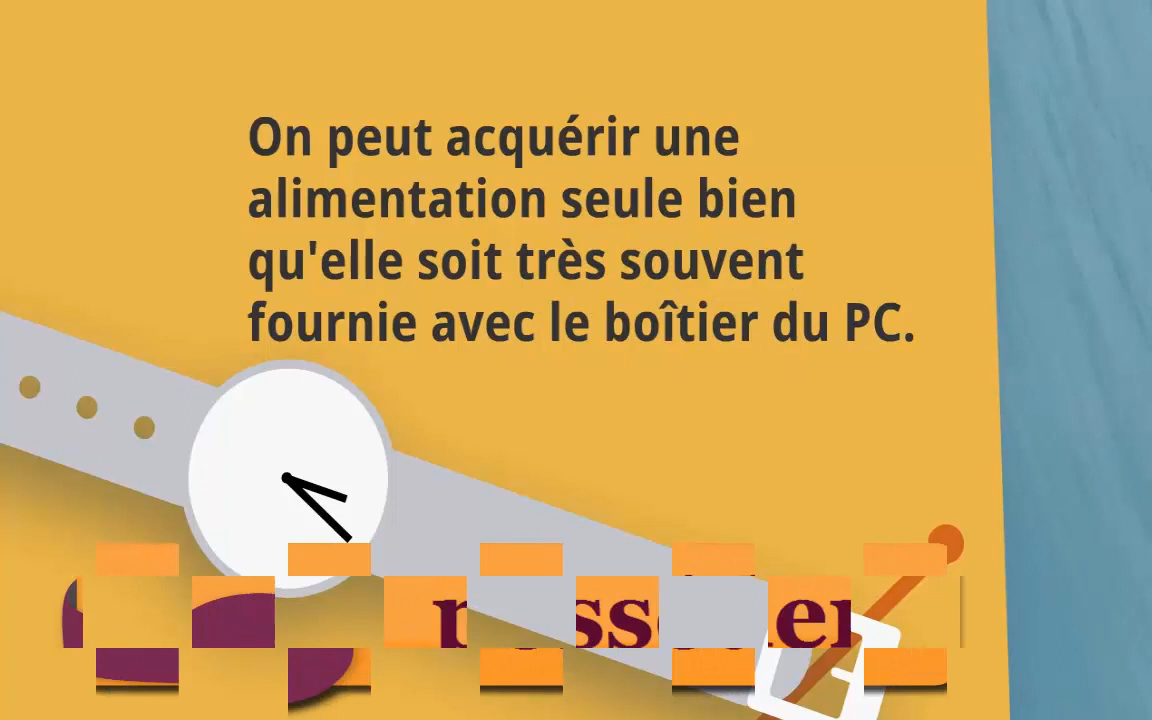 On peut acquérir une
alimentation seule bien
qu'elle soit très souvent
fournie avec le boîtier du PC.